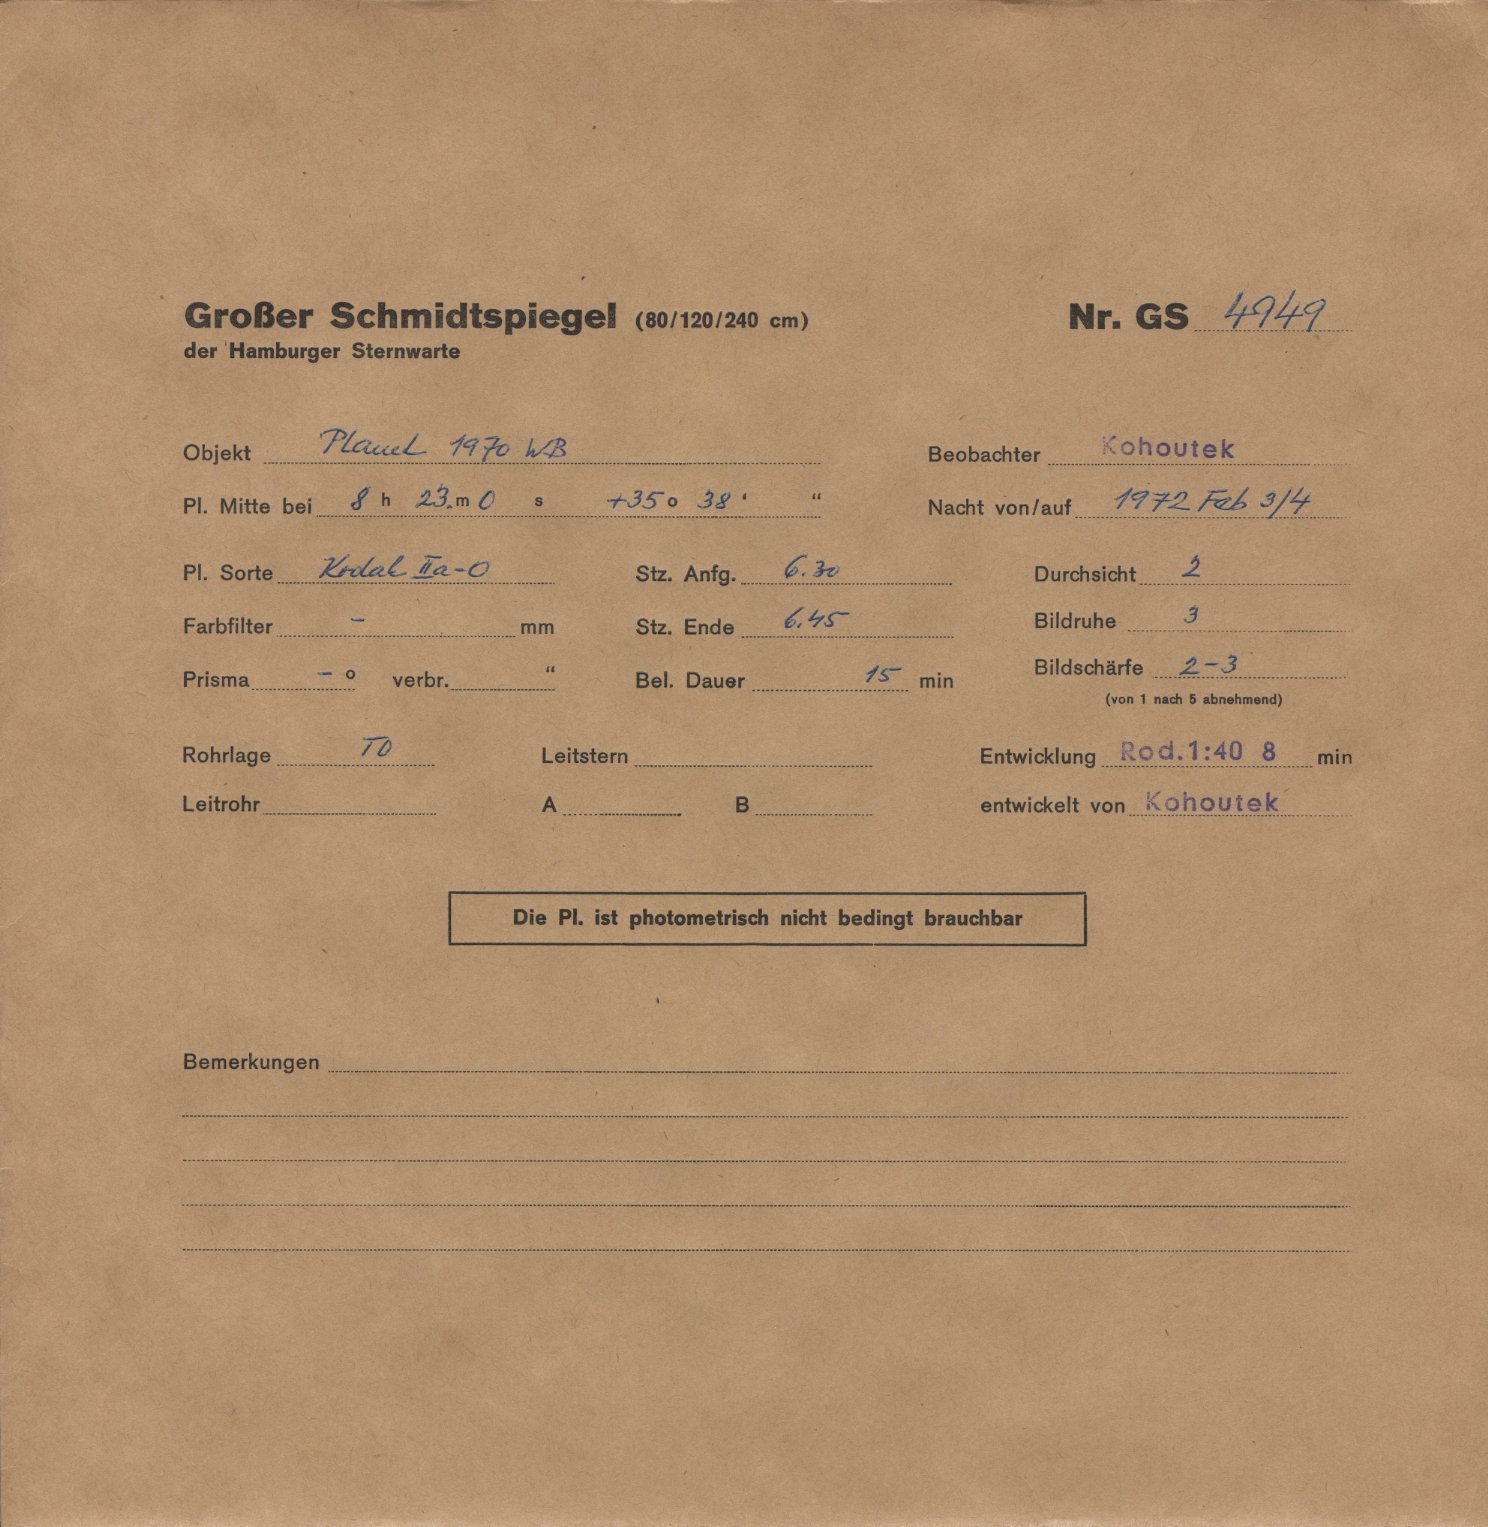 Großer Schmidtspiegel (80/120/240 cm) Nr. GS 4949
der Hamburger Sternwarte
Objekt Planet 1970 WB Beobachter Kohoutek
Pl. Mitte bei 8 h 23. m 0 s +35 o 38 ' “ Nacht von/auf 1972 Feb 3/4
Pl. Sorte Kodak IIa-O Stz. Anfg. 6.30 Durchsicht 2
Farbfilter – mm Stz. Ende 6.45 Bildruhe 3
Prisma – o verbr. “ Bel. Dauer 15 min Bildschärfe 2–3
(von 1 nach 5 abnehmend)
Rohrlage TO Leitstern Entwicklung Rod.1:40 8 min
Leitrohr A B entwickelt von Kohoutek
Die Pl. ist photometrisch nicht bedingt brauchbar
Bemerkungen